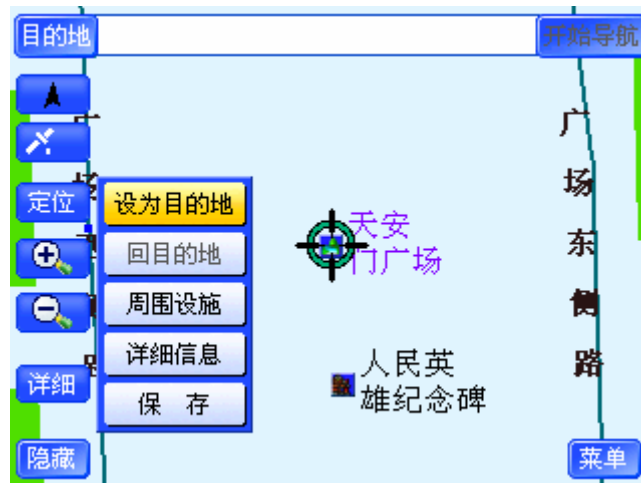 目的地
开始导航
定位
详细
隐藏
设为目的地
回目的地
周围设施
详细信息
保 存
天安
门广场
人民英
雄纪念碑
广场东侧路
菜单